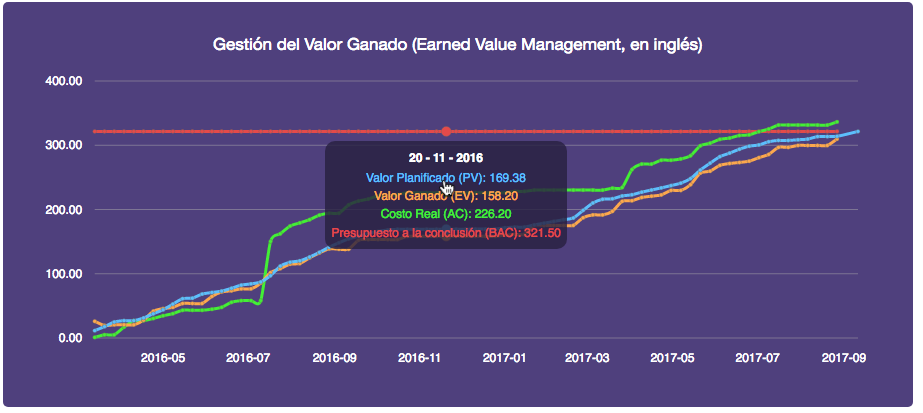 Gestión del Valor Ganado (Earned Value Management, en inglés)
400.00
300.00
200.00
100.00
0.00
20 - 11 - 2016
Valor Planificado (PV): 169.38
Valor Ganado (EV): 158.20
Costo Real (AC): 226.20
Presupuesto a la conclusión (BAC): 321.50
2016-05 2016-07 2016-09 2016-11 2017-01 2017-03 2017-05 2017-07 2017-09